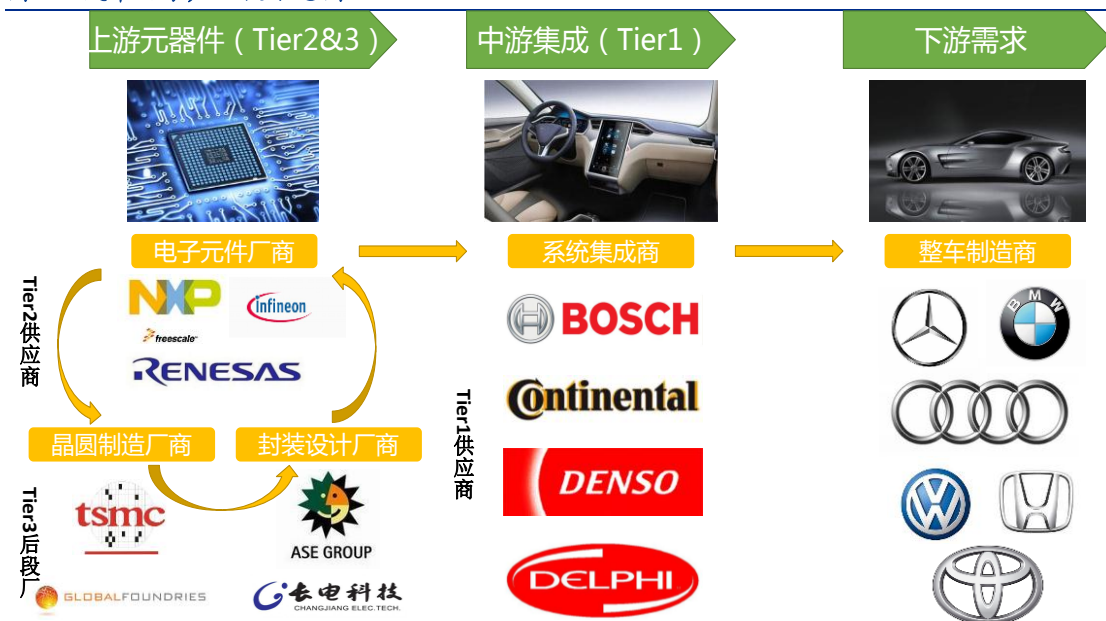 上游元器件（Tier2&3）
中游集成（Tier1）
下游需求
电子元件厂商
系统集成商
整车制造商
Tier2供应商
NXP
freescale
infineon
RENESAS
晶圆制造厂商
封装设计厂商
Tier3后段厂
tsmc
ASE GROUP
GLOBALFOUNDRIES
长电科技
CHANGJIANG ELEC.TECH.
Tier1供应商
BOSCH
Continental
DENSO
DELPHI
BMW